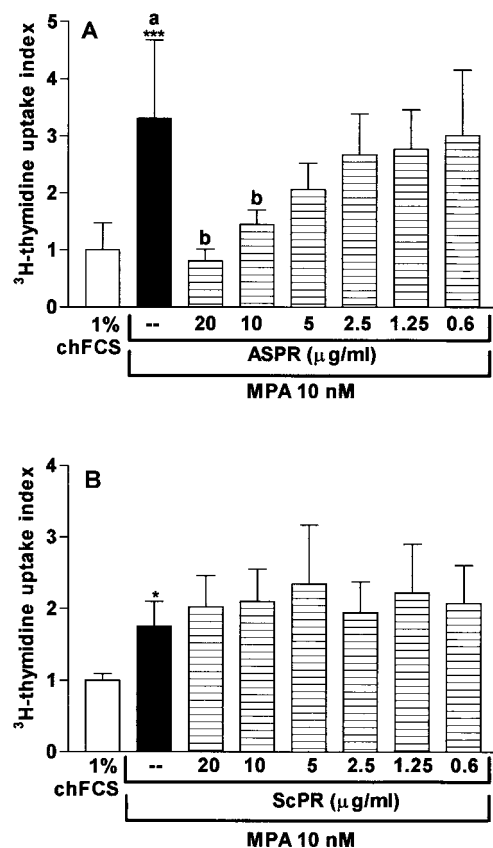 A
a
***
b
b
5
4
3
2
1
0
³H-thymidine uptake index
1% -- 20 10 5 2.5 1.25 0.6
chFCS
ASPR (μg/ml)
MPA 10 nM
B
*
4
3
2
1
0
³H-thymidine uptake index
1% -- 20 10 5 2.5 1.25 0.6
chFCS
ScPR (μg/ml)
MPA 10 nM